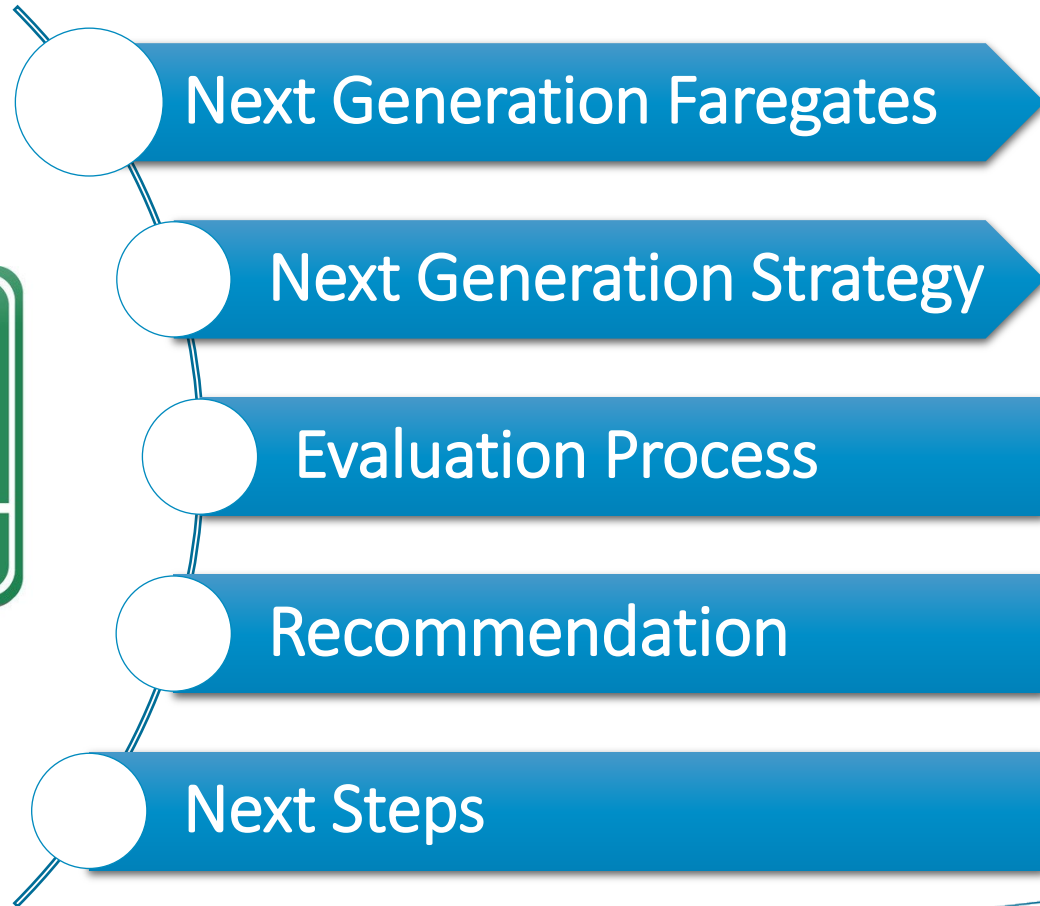 Next Generation Faregates
Next Generation Strategy
Evaluation Process
Recommendation
Next Steps